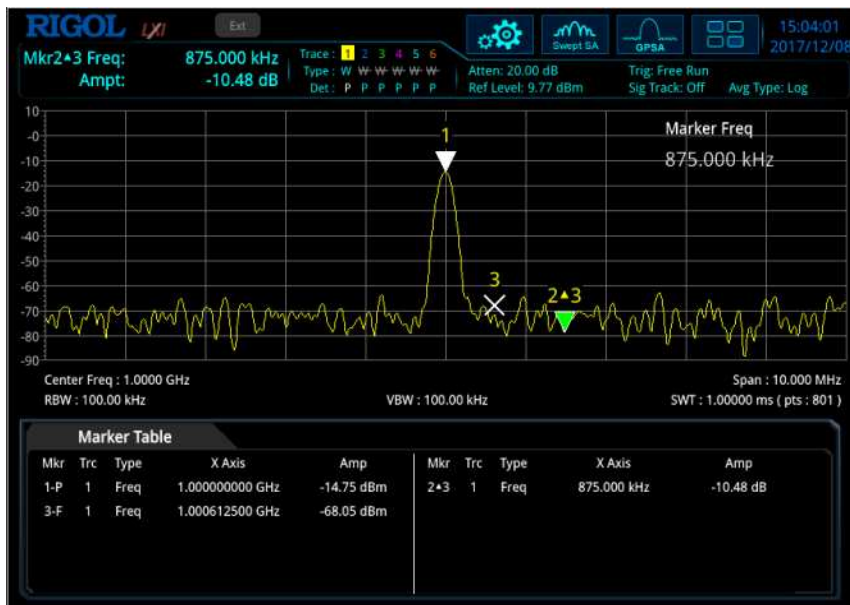 RIGOL LXI Ext
Swept SA
GPSA
15:04:01
2017/12/08
Mkr2▲3 Freq: 875.000 kHz
Ampt: -10.48 dB
Trace : 1 2 3 4 5 6
Type : W W W W W W
Det : P P P P P P
Atten: 20.00 dB
Ref Level: 9.77 dBm
Trig: Free Run
Sig Track: Off
Avg Type: Log
Marker Freq
875.000 kHz
10
-0
-10
-20
-30
-40
-50
-60
-70
-80
-90
1
3
2▲3
Center Freq : 1.0000 GHz
Span : 10.000 MHz
RBW : 100.00 kHz
VBW : 100.00 kHz
SWT : 1.00000 ms ( pts : 801 )
Marker Table
Mkr Trc Type X Axis Amp
1-P 1 Freq 1.000000000 GHz -14.75 dBm
3-F 1 Freq 1.000612500 GHz -68.05 dBm
Mkr Trc Type X Axis Amp
2▲3 1 Freq 875.000 kHz -10.48 dB